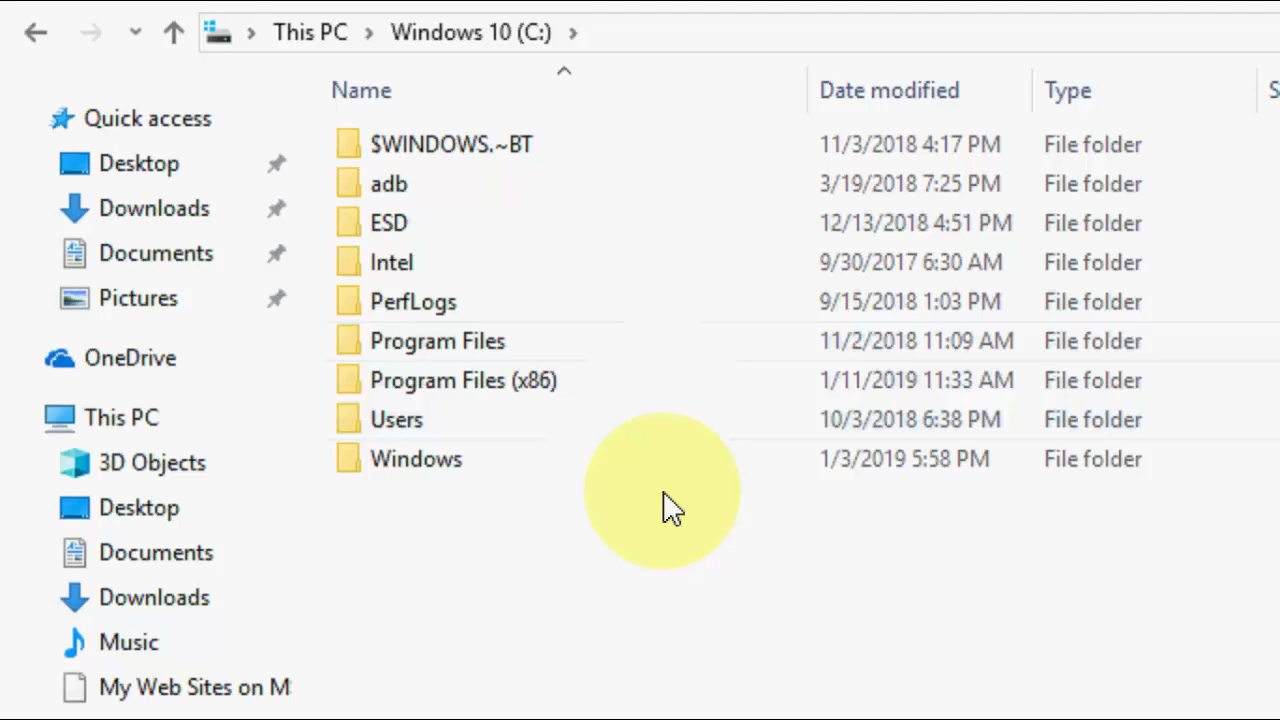 This PC > Windows 10 (C:) >
Name Date modified Type S
Quick access
Desktop
Downloads
Documents
Pictures
OneDrive
This PC
3D Objects
Desktop
Documents
Downloads
Music
My Web Sites on M
$WINDOWS.~BT 11/3/2018 4:17 PM File folder
adb 3/19/2018 7:25 PM File folder
ESD 12/13/2018 4:51 PM File folder
Intel 9/30/2017 6:30 AM File folder
PerfLogs 9/15/2018 1:03 PM File folder
Program Files 11/2/2018 11:09 AM File folder
Program Files (x86) 1/11/2019 11:33 AM File folder
Users 10/3/2018 6:38 PM File folder
Windows 1/3/2019 5:58 PM File folder